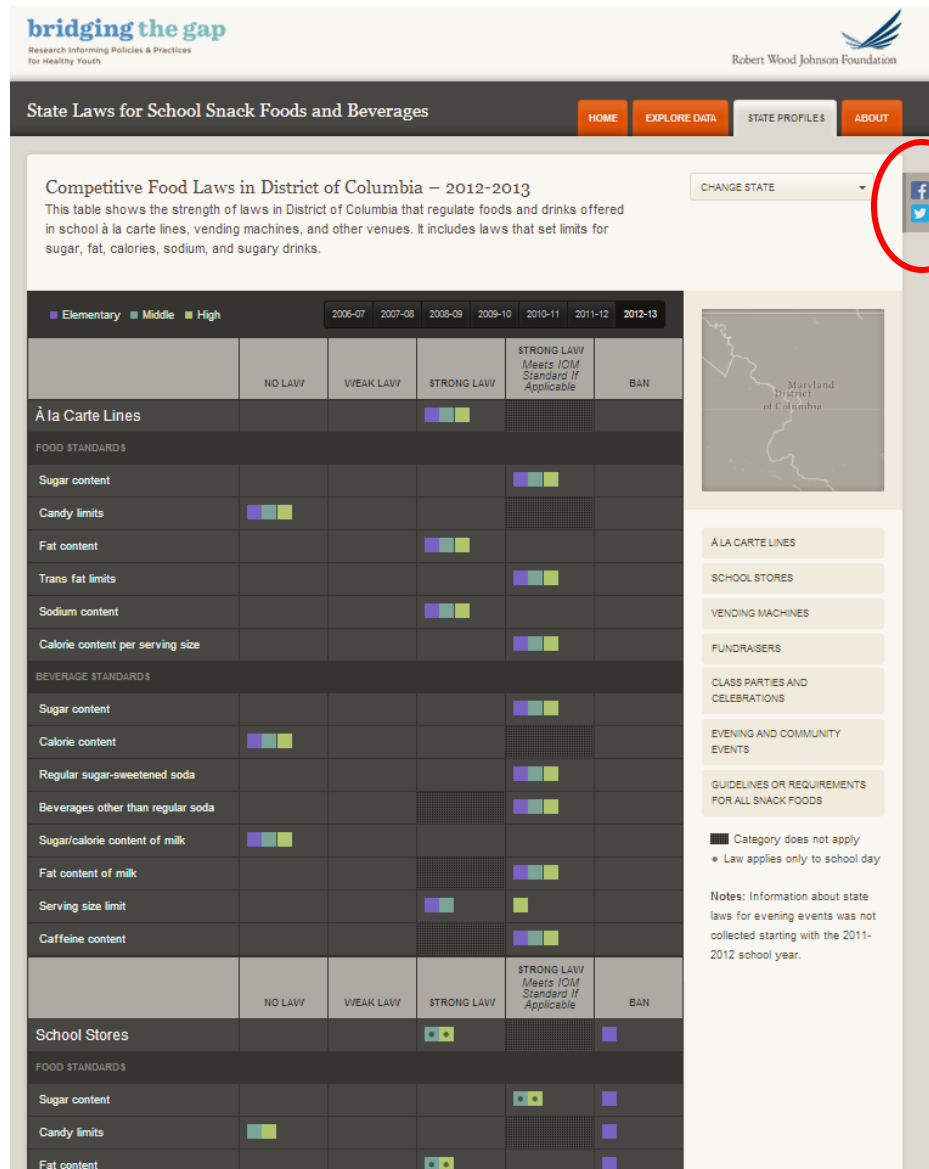 bridging the gap
Research Informing Policies & Practices
for Healthy Youth
Robert Wood Johnson Foundation
State Laws for School Snack Foods and Beverages
HOME
EXPLORE DATA
STATE PROFILES
ABOUT
Competitive Food Laws in District of Columbia – 2012-2013
This table shows the strength of laws in District of Columbia that regulate foods and drinks offered
in school à la carte lines, vending machines, and other venues. It includes laws that set limits for
sugar, fat, calories, sodium, and sugary drinks.
CHANGE STATE
f
Elementary Middle High
2006-07 2007-08 2008-09 2009-10 2010-11 2011-12 2012-13
NO LAW
WEAK LAW
STRONG LAW
STRONG LAW
Meets IOM
Standard If
Applicable
BAN
À la Carte Lines
FOOD STANDARDS
Sugar content
Candy limits
Fat content
Trans fat limits
Sodium content
Calorie content per serving size
BEVERAGE STANDARDS
Sugar content
Calorie content
Regular sugar-sweetened soda
Beverages other than regular soda
Sugar/calorie content of milk
Fat content of milk
Serving size limit
Caffeine content
NO LAW
WEAK LAW
STRONG LAW
STRONG LAW
Meets IOM
Standard If
Applicable
BAN
School Stores
FOOD STANDARDS
Sugar content
Candy limits
Fat content
Maryland
District
of Columbia
À LA CARTE LINES
SCHOOL STORES
VENDING MACHINES
FUNDRAISERS
CLASS PARTIES AND
CELEBRATIONS
EVENING AND COMMUNITY
EVENTS
GUIDELINES OR REQUIREMENTS
FOR ALL SNACK FOODS
Category does not apply
Law applies only to school day
Notes: Information about state
laws for evening events was not
collected starting with the 2011-
2012 school year.